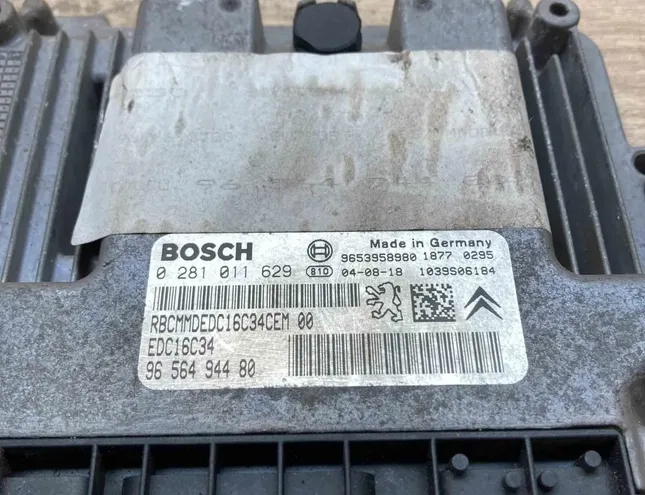 BOSCH Made in Germany
9653958980 1877 0295
0 281 011 629 810 04-08-18 1039S06184
RBCMMDEDC16C34CEM 00
EDC16C34
96 564 944 80